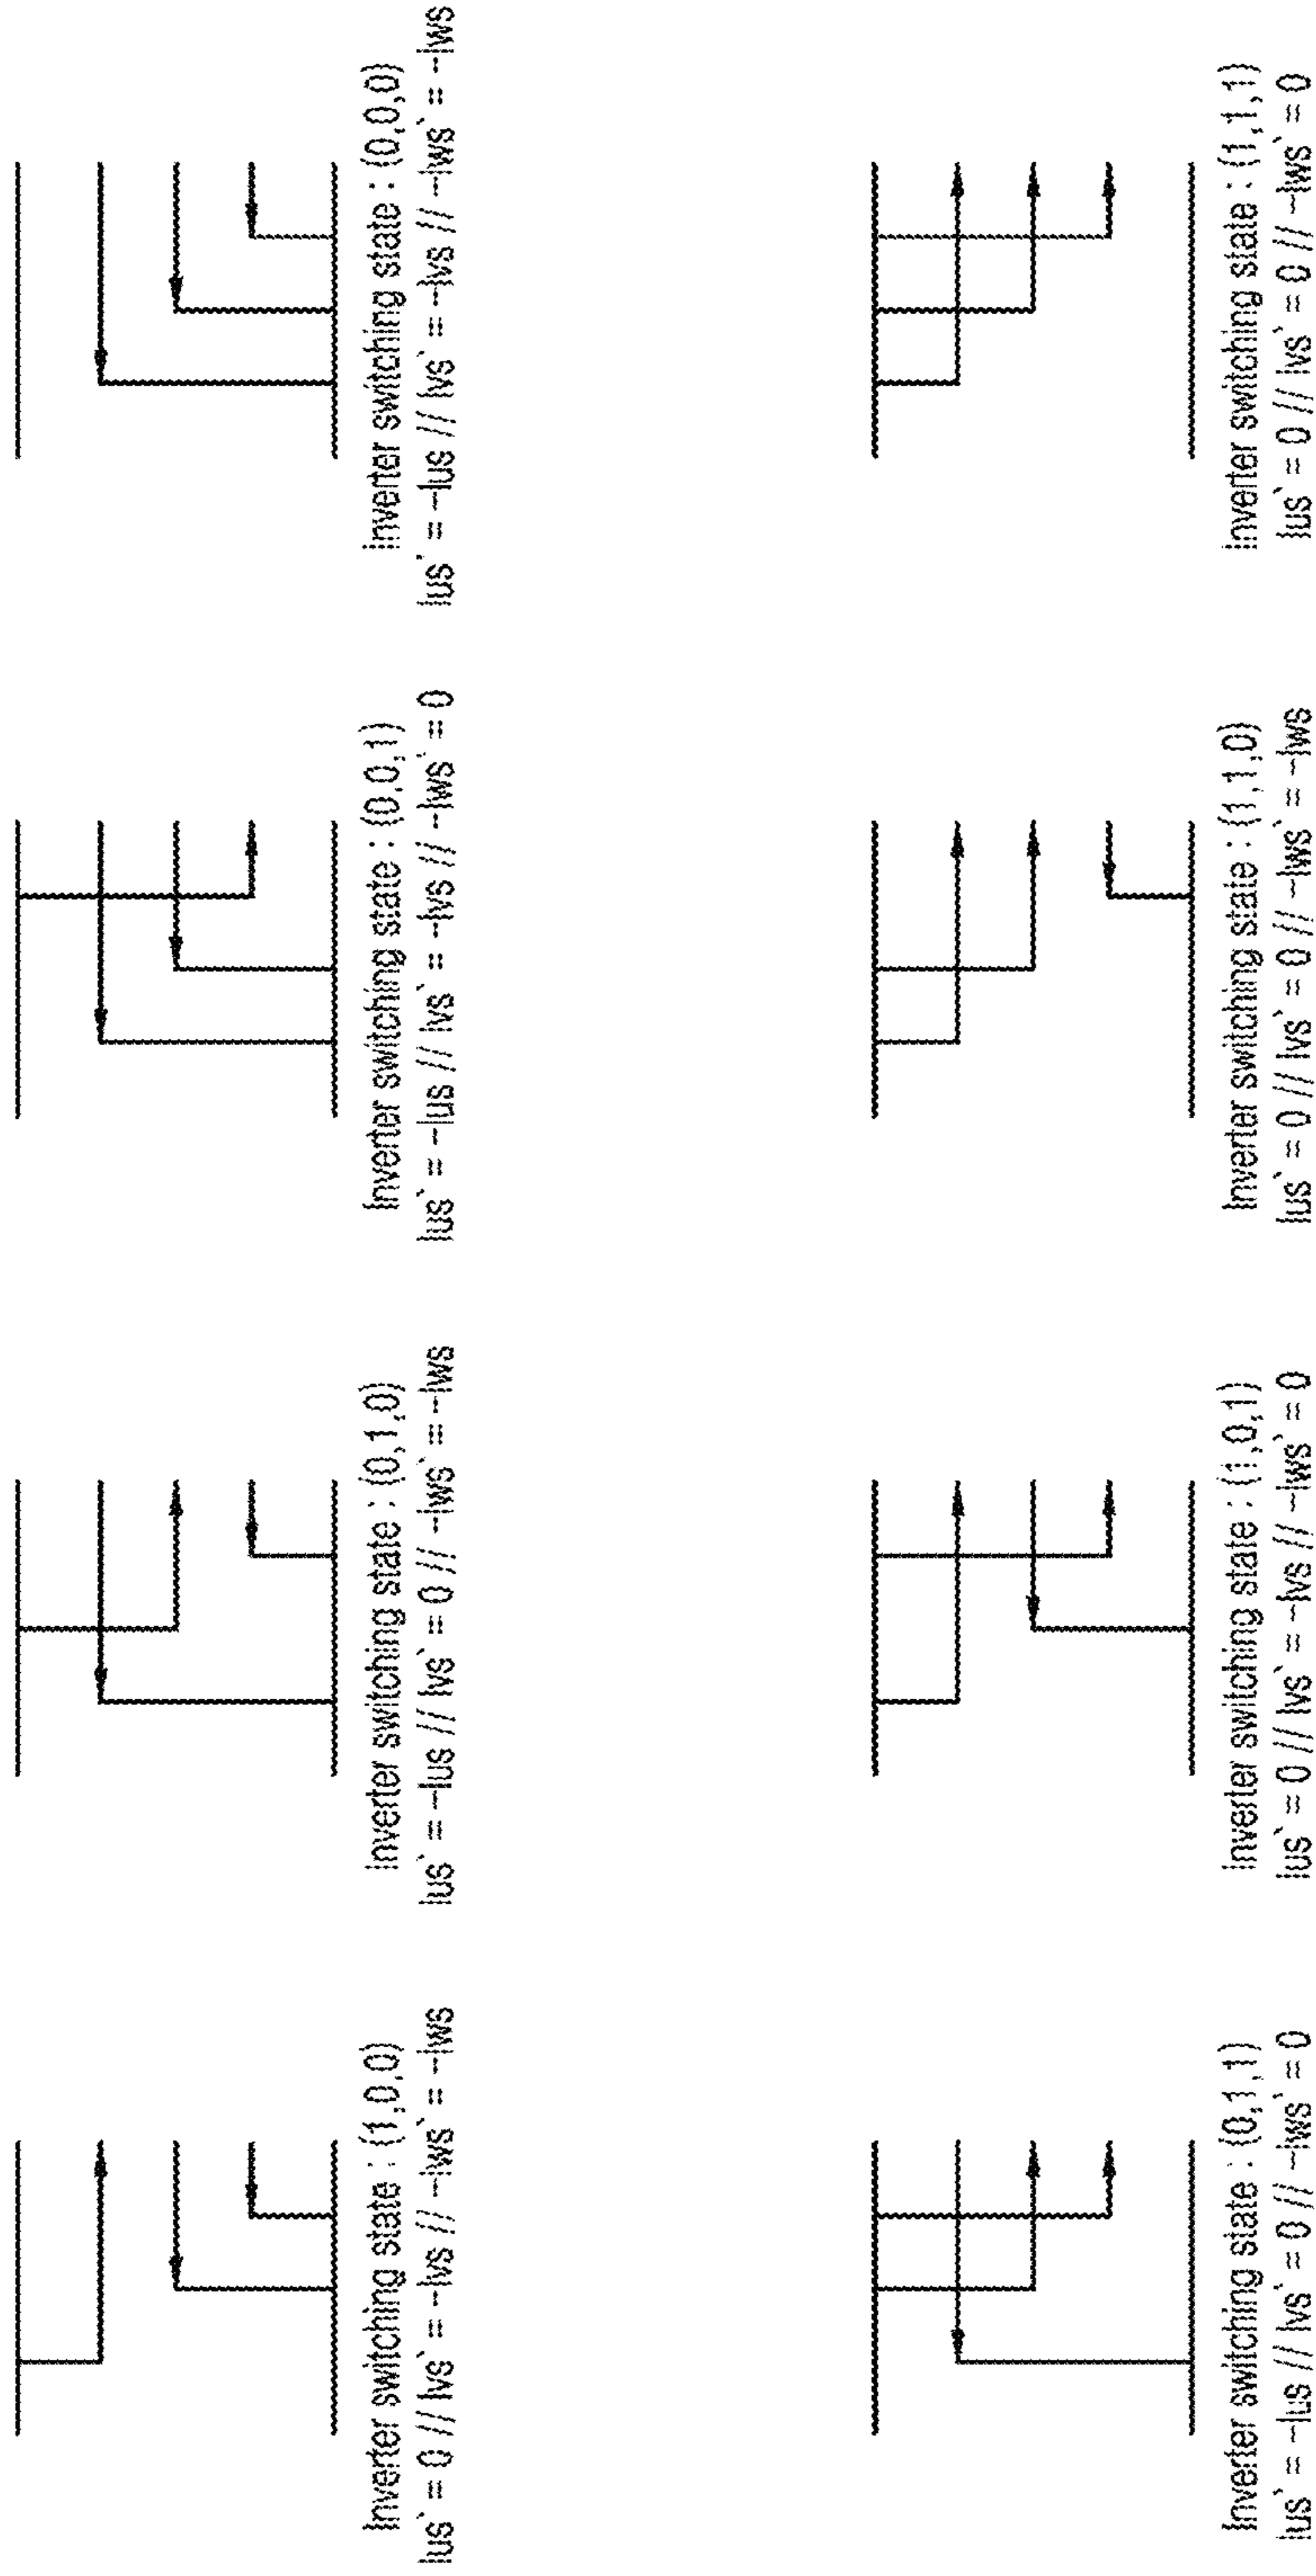 Inverter switching state : (1,0,0)
Ius` = 0 // Ivs` = -Ivs // -Iws` = -Iws
Inverter switching state : (0,1,0)
Ius` = -Ius // Ivs` = 0 // -Iws` = -Iws
Inverter switching state : (0,0,1)
Ius` = -Ius // Ivs` = -Ivs // -Iws` = 0
Inverter switching state : (0,0,0)
Ius` = -Ius // Ivs` = -Ivs // -Iws` = -Iws
Inverter switching state : (0,1,1)
Ius` = -Ius // Ivs` = 0 // -Iws` = 0
Inverter switching state : (1,0,1)
Ius` = 0 // Ivs` = -Ivs // -Iws` = 0
Inverter switching state : (1,1,0)
Ius` = 0 // Ivs` = 0 // -Iws` = -Iws
Inverter switching state : (1,1,1)
Ius` = 0 // Ivs` = 0 // -Iws` = 0